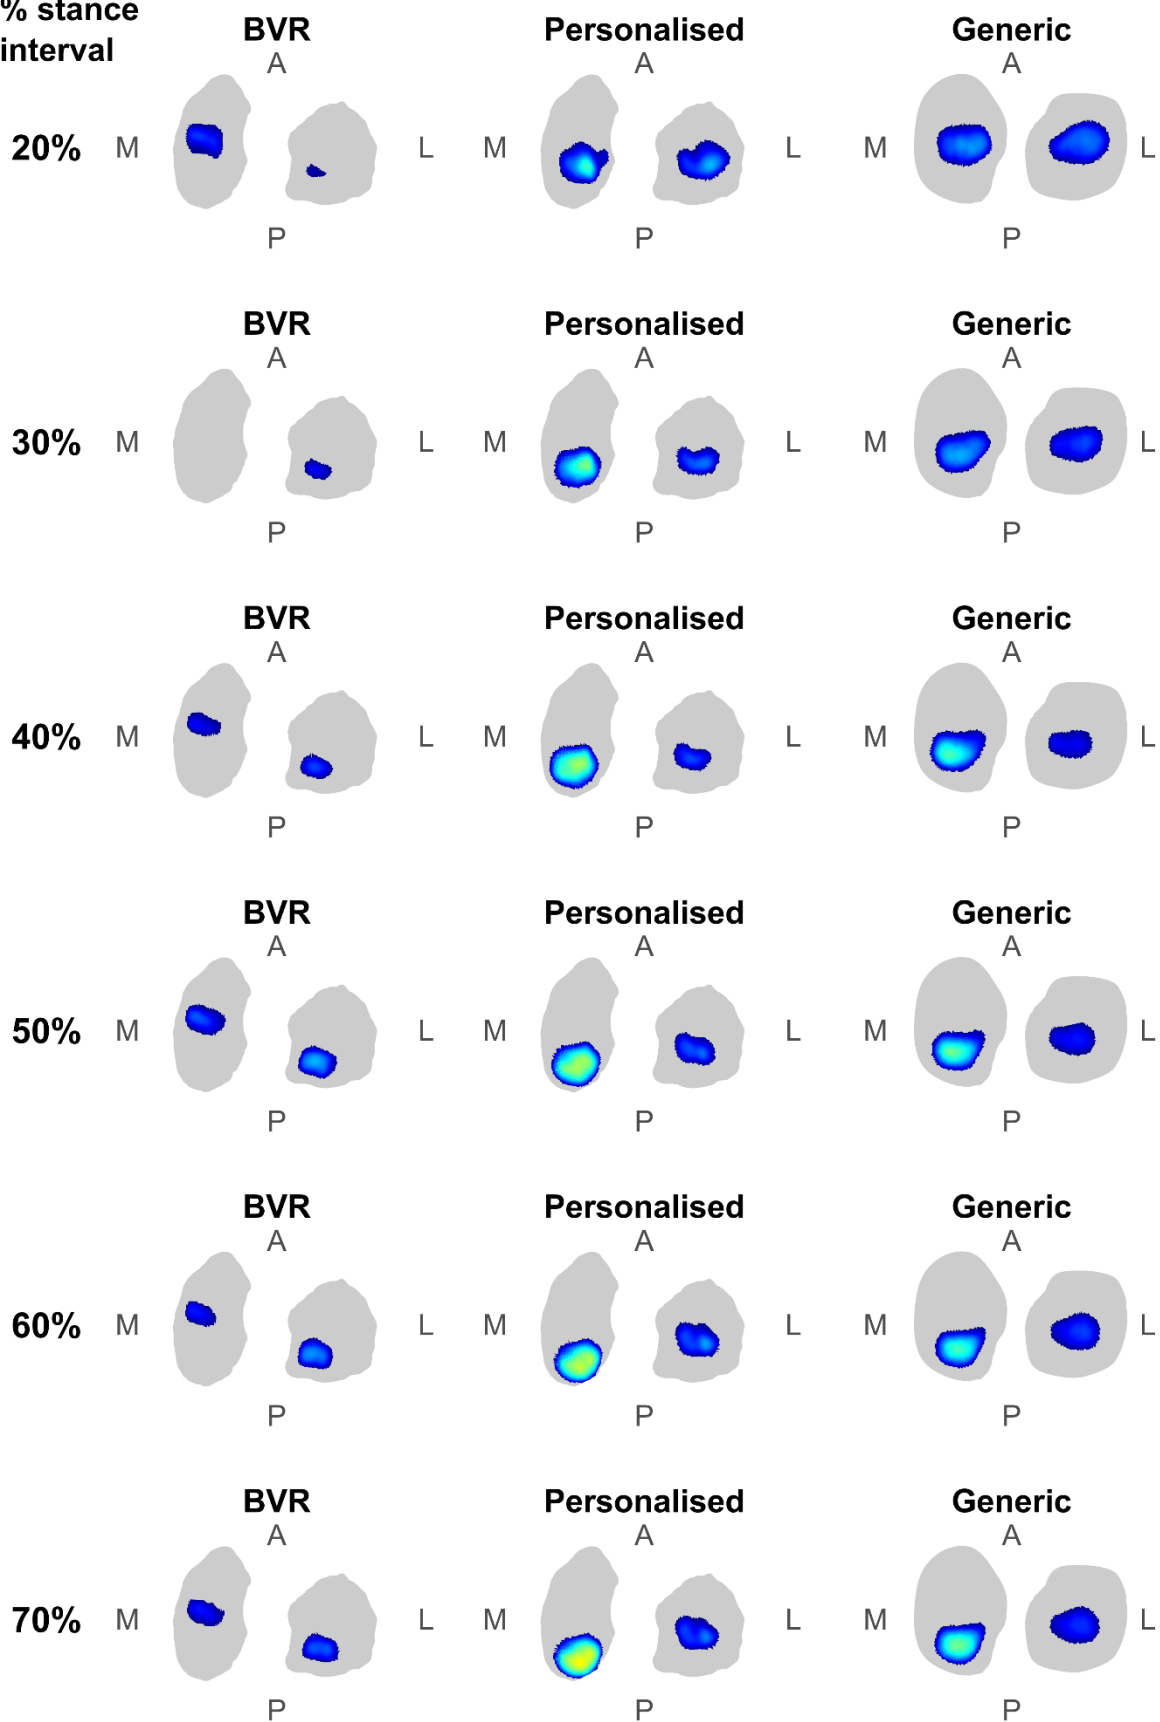 % stance
interval
BVR Personalised Generic
A A A
20% M L M L M L
P P P
BVR Personalised Generic
A A A
30% M L M L M L
P P P
BVR Personalised Generic
A A A
40% M L M L M L
P P P
BVR Personalised Generic
A A A
50% M L M L M L
P P P
BVR Personalised Generic
A A A
60% M L M L M L
P P P
BVR Personalised Generic
A A A
70% M L M L M L
P P P